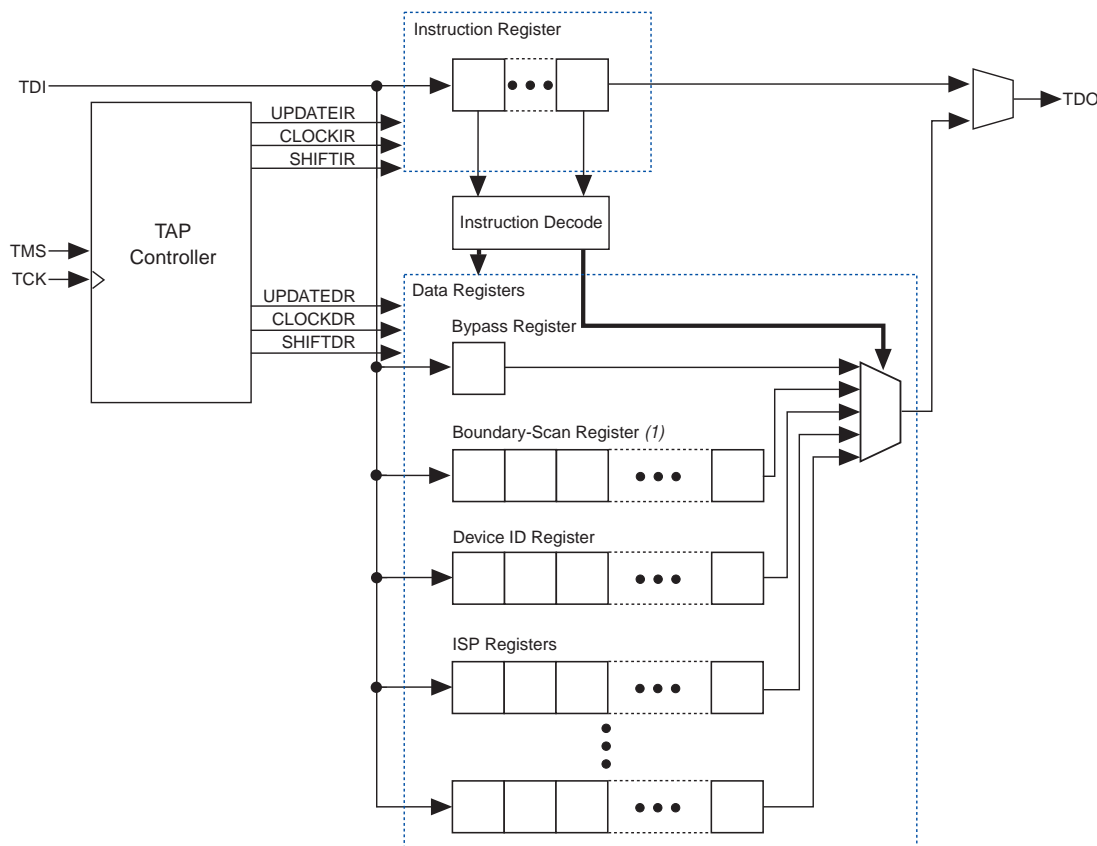 Instruction Register
TDI
TDO
UPDATEIR
CLOCKIR
SHIFTIR
TAP
Controller
Instruction Decode
TMS
TCK
Data Registers
UPDATEDR
CLOCKDR
SHIFTDR
Bypass Register
Boundary-Scan Register (1)
Device ID Register
ISP Registers